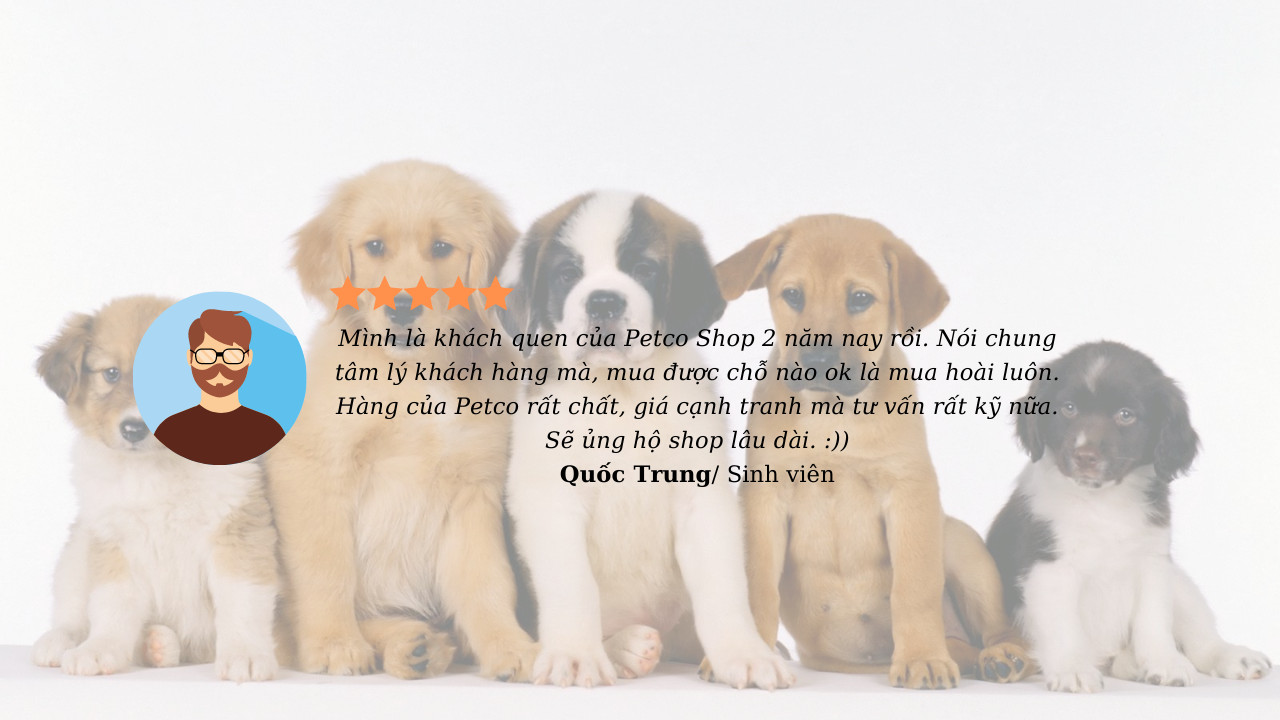 Mình là khách quen của Petco Shop 2 năm nay rồi. Nói chung
tâm lý khách hàng mà, mua được chỗ nào ok là mua hoài luôn.
Hàng của Petco rất chất, giá cạnh tranh mà tư vấn rất kỹ nữa.
Sẽ ủng hộ shop lâu dài. :))
Quốc Trung/ Sinh viên